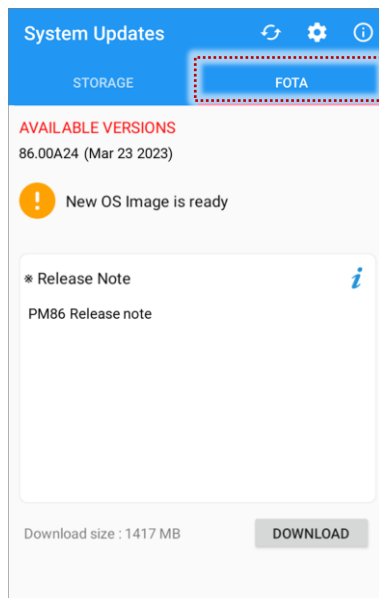 System Updates
STORAGE
FOTA
AVAILABLE VERSIONS
86.00A24 (Mar 23 2023)
New OS Image is ready
※ Release Note
PM86 Release note
Download size : 1417 MB
DOWNLOAD